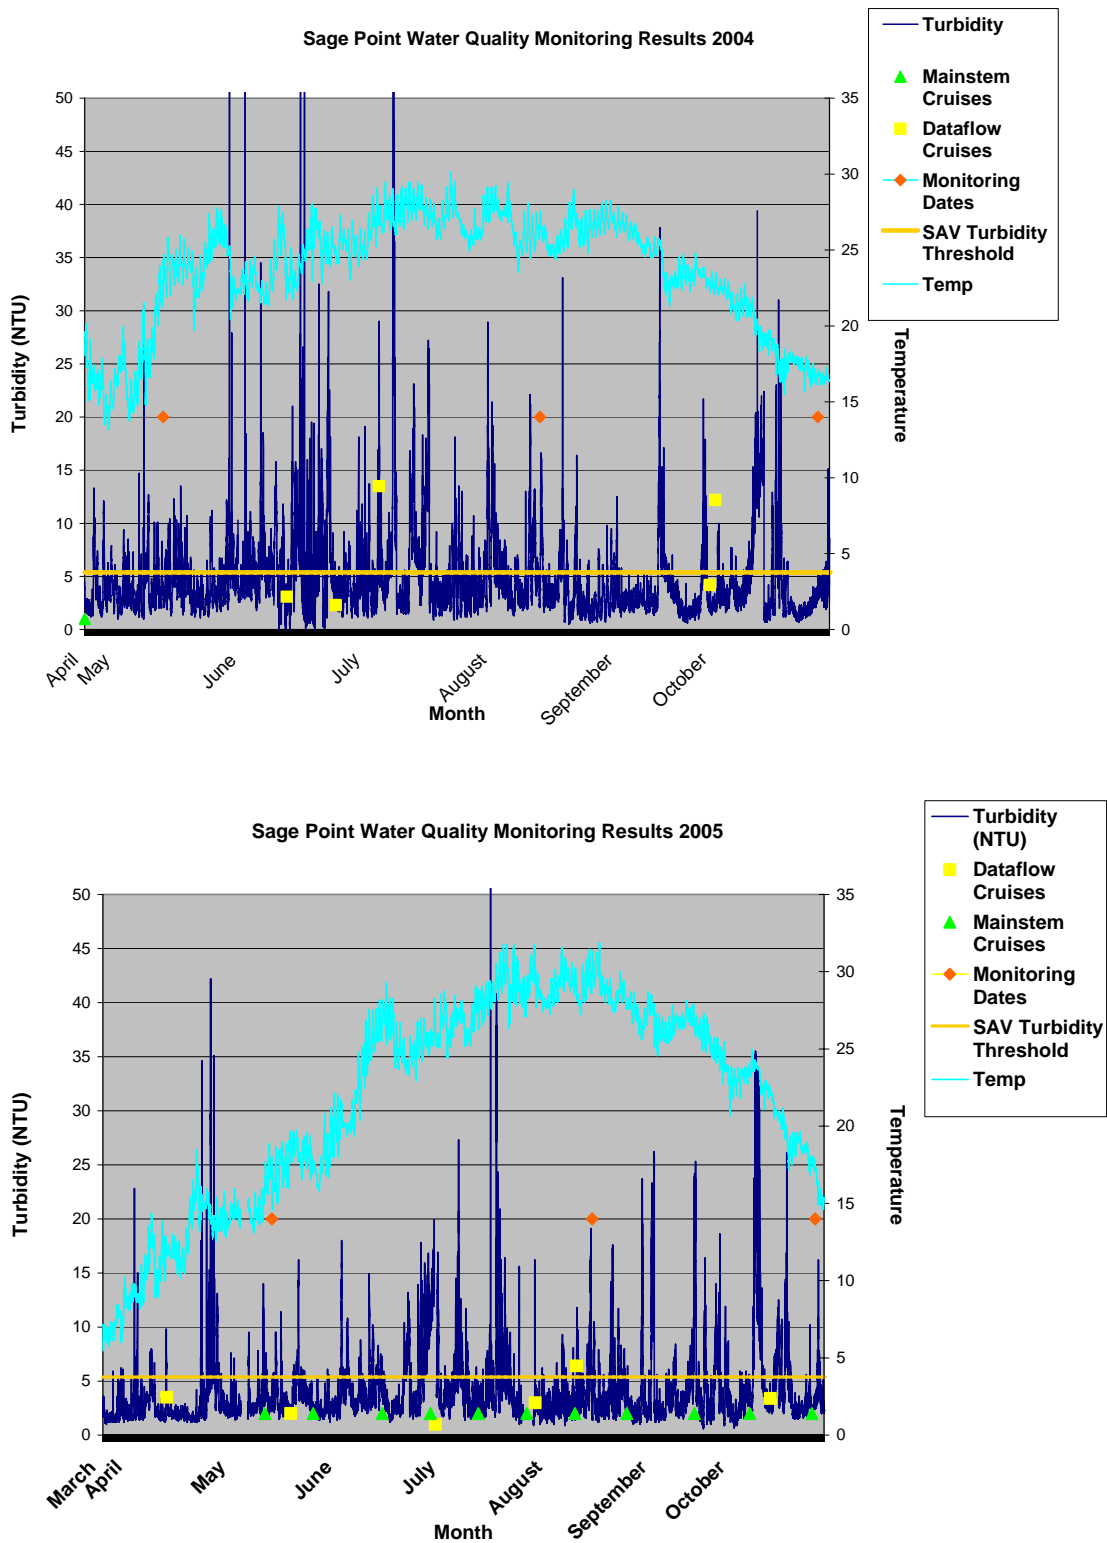 Sage Point Water Quality Monitoring Results 2004
Turbidity
Mainstem
Cruises
Dataflow
Cruises
Monitoring
Dates
SAV Turbidity
Threshold
Temp
Turbidity (NTU)
50
45
40
35
30
25
20
15
10
5
0
35
30
25
20
15
10
5
0
Temperature
April
May
June
July
August
September
October
Month
Sage Point Water Quality Monitoring Results 2005
Turbidity
(NTU)
Dataflow
Cruises
Mainstem
Cruises
Monitoring
Dates
SAV Turbidity
Threshold
Temp
Turbidity (NTU)
50
45
40
35
30
25
20
15
10
5
0
35
30
25
20
15
10
5
0
Temperature
March
April
May
June
July
August
September
October
Month